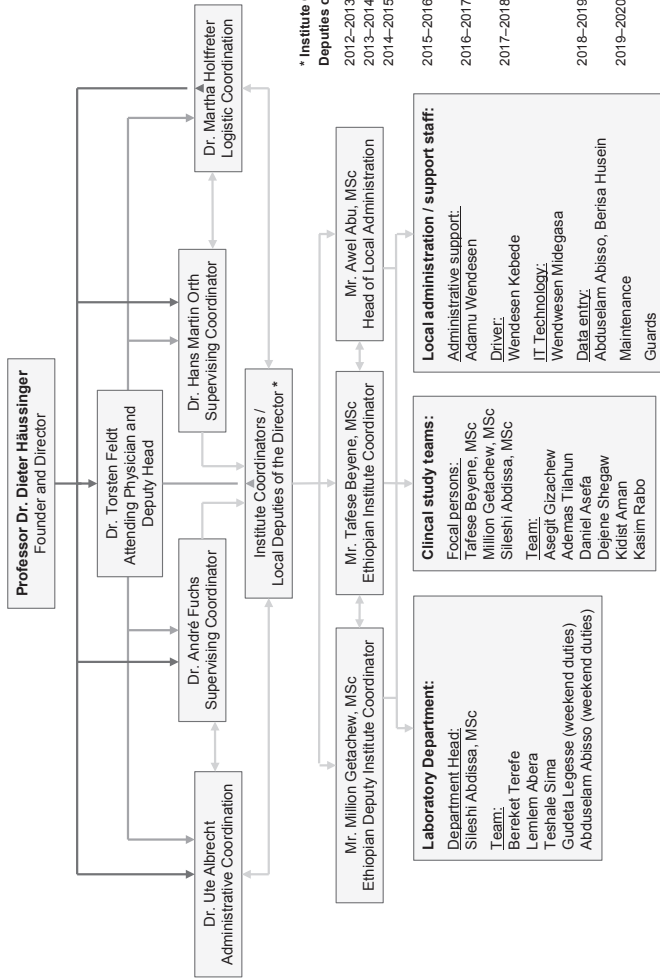 Professor Dr. Dieter Häussinger
Founder and Director
Dr. Torsten Feldt
Attending Physician and
Deputy Head
Dr. Ute Albrecht
Administrative Coordination
Dr. André Fuchs
Supervising Coordinator
Dr. Hans Martin Orth
Supervising Coordinator
Dr. Martha Holtfreter
Logistic Coordination
Institute Coordinators /
Local Deputies of the Director *
Mr. Million Getachew, MSc
Ethiopian Deputy Institute Coordinator
Mr. Tafese Beyene, MSc
Ethiopian Institute Coordinator
Mr. Awel Abu, MSc
Head of Local Administration
Laboratory Department:
Department Head:
Sileshi Abdissa, MSc
Team:
Bereket Terefe
Lemlem Abera
Teshale Sima
Gudeta Legesse (weekend duties)
Abduselam Abisso (weekend duties)
Clincal study teams:
Focal persons:
Tafese Beyene, MSc
Million Getachew, MSc
Sileshi Abdissa, MSc
Team:
Asegit Gizachew
Ademas Tilahun
Daniel Asefa
Dejene Shegaw
Kidist Aman
Kasim Rabo
Local administration / support staff:
Administrative support:
Adamu Wendesen
Driver:
Wendesen Kebede
IT Technology:
Wendwesen Midegasa
Data entry:
Abduselam Abisso, Berisa Husein
Maintenance
Guards
* Institute
Deputies
2012–2013
2013–2014
2014–2015
2015–2016
2016–2017
2017–2018
2018–2019
2019–2020